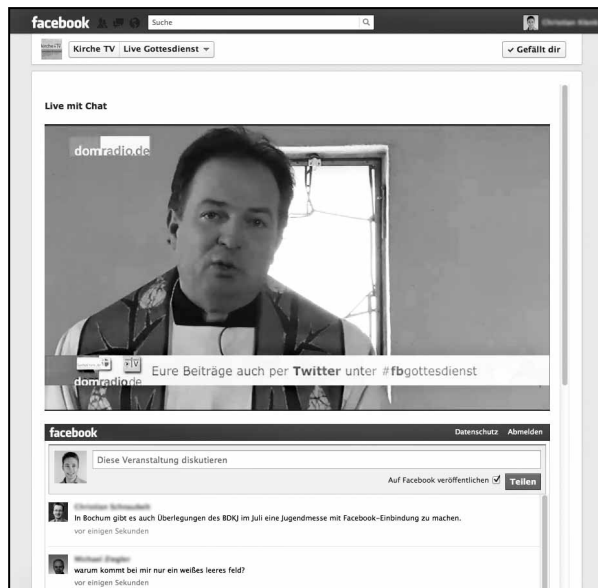 facebook Suche
Kirche TV Live Gottesdienst
✓ Gefällt dir
Live mit Chat
domradio.de
Eure Beiträge auch per Twitter unter #fbgottesdienst
domradio.de
facebook Datenschutz Abmelden
Diese Veranstaltung diskutieren
Auf Facebook veröffentlichen Teilen
In Bochum gibt es auch Überlegungen des BDKJ im Juli eine Jugendmesse mit Facebook-Einbindung zu machen.
vor einigen Sekunden
warum kommt bei mir nur ein weißes leeres feld?
vor einigen Sekunden